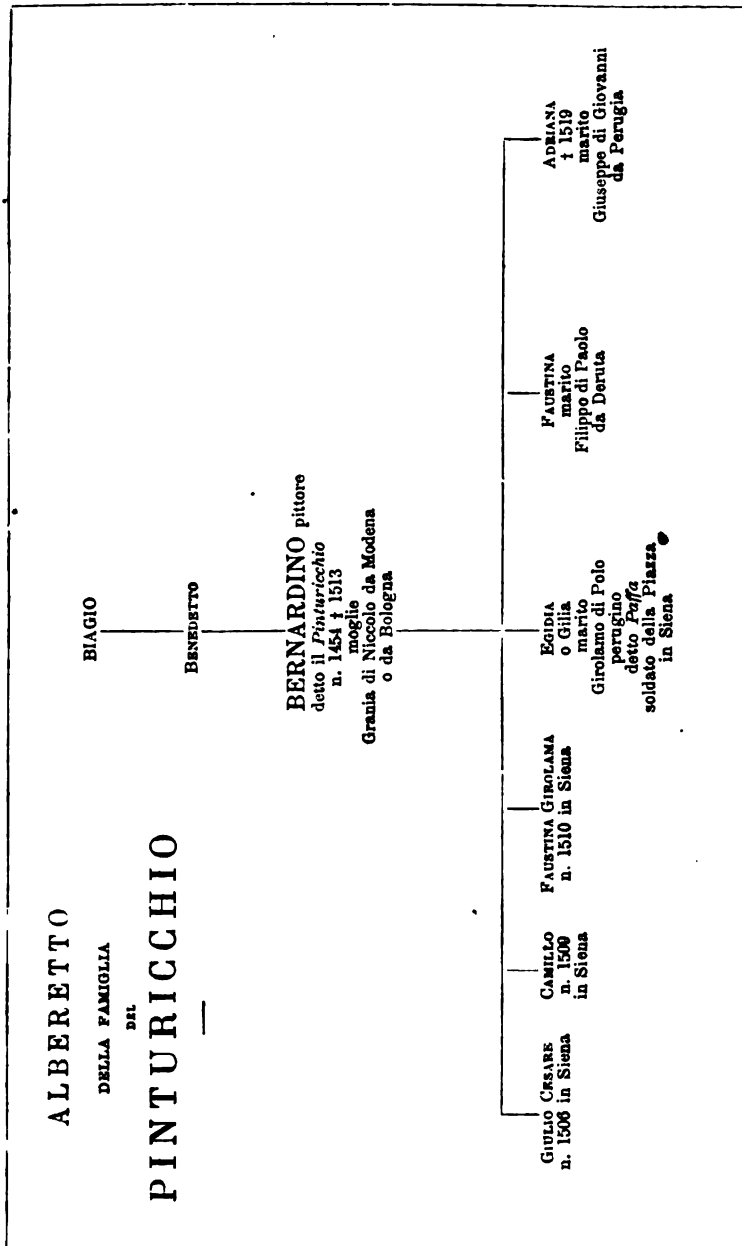 ALBERETTO
DELLA FAMIGLIA
DEL
PINTURICCHIO
BIAGIO
BENEDETTO
BERNARDINO pittore
detto il Pinturicchio
n. 1454 † 1513
moglie
Grania di Niccolo da Modena
o da Bologna
GIULIO CESARE
n. 1506 in Siena
CAMILLO
n. 1509
in Siena
FAUSTINA GIROLAMA
n. 1510 in Siena
EGIDIA
o Gilia
marito
Girolamo di Polo
perugino
detto Paffa
soldato della Piazza
in Siena
FAUSTINA
marito
Filippo di Paolo
da Deruta
ADRIANA
† 1519
marito
Giuseppe di Giovanni
da Perugia